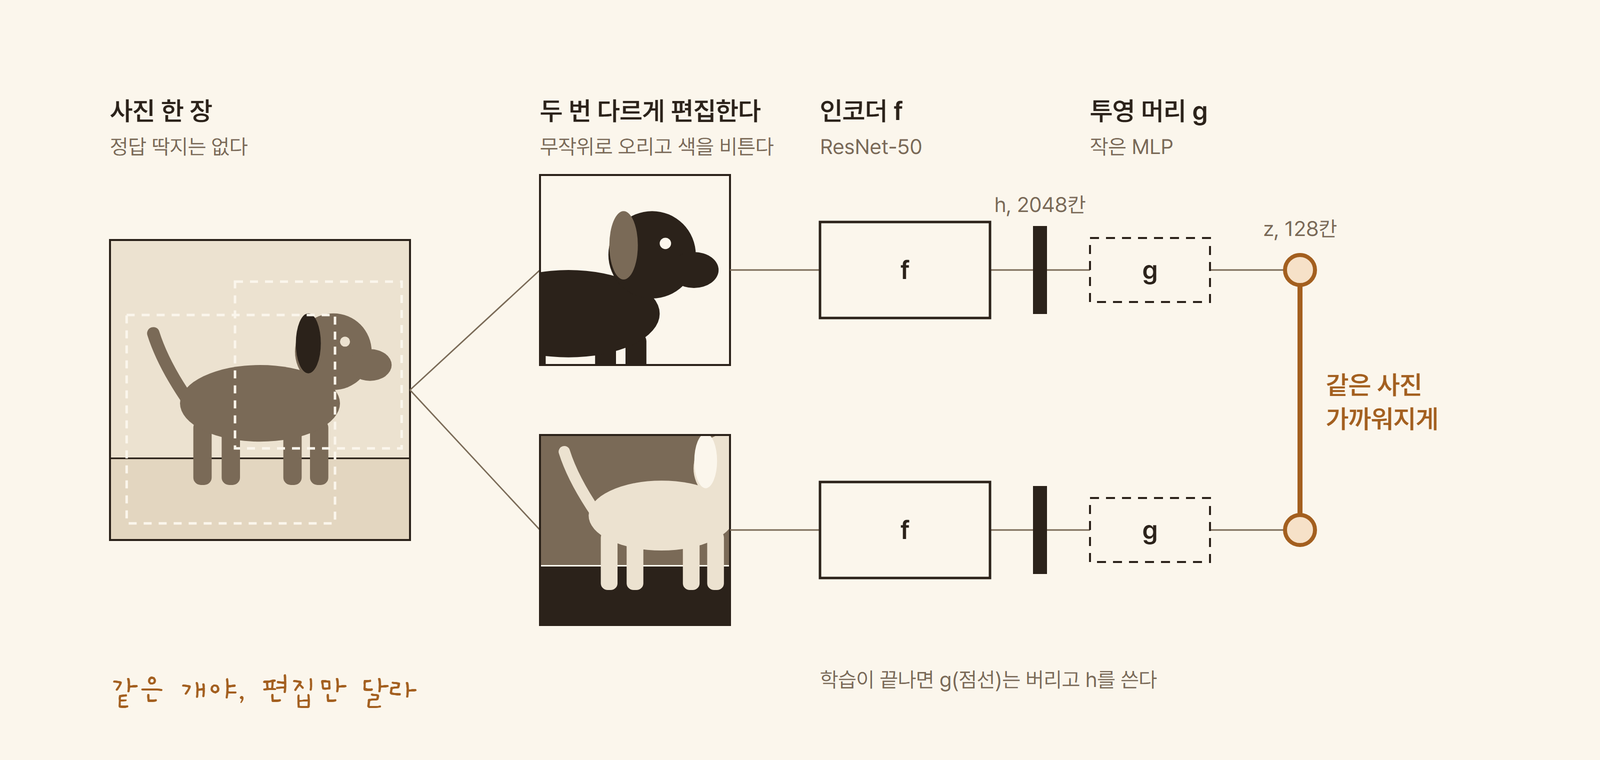 사진 한 장
정답 딱지는 없다
두 번 다르게 편집한다
무작위로 오리고 색을 비튼다
인코더 f
ResNet-50
투영 머리 g
작은 MLP
h, 2048칸
z, 128칸
f
g
같은 사진
가까워지게
f
g
같은 개야, 편집만 달라
학습이 끝나면 g(점선)는 버리고 h를 쓴다